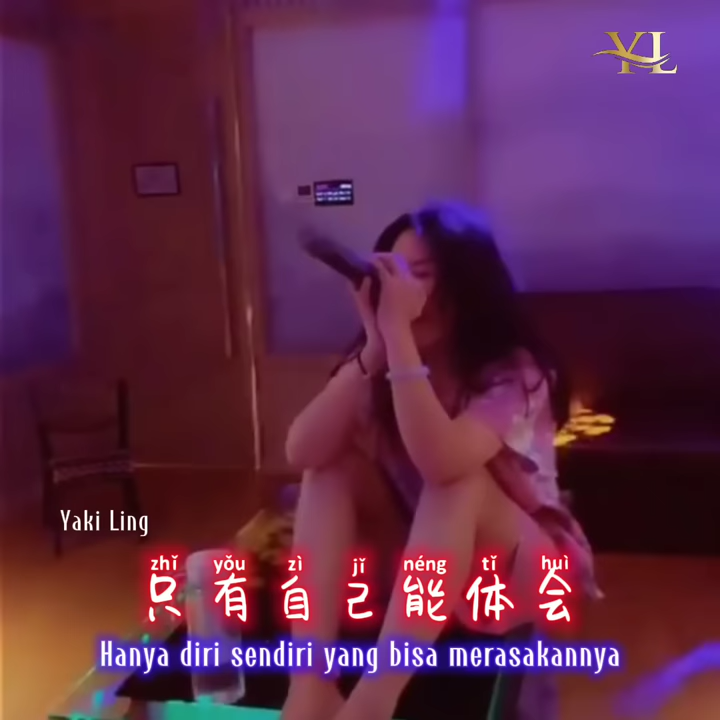 YL
Yaki Ling
zhǐ yǒu zì jǐ néng tǐ huì
只有自己能体会
Hanya diri sendiri yang bisa merasakannya